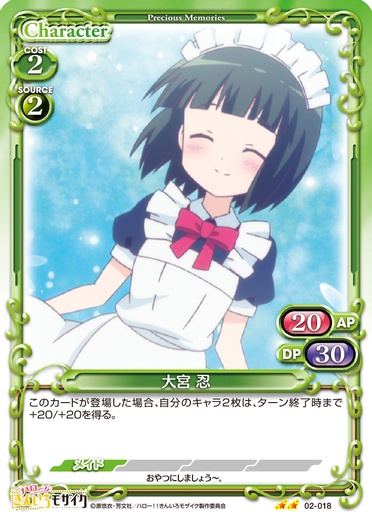 Precious Memories
Character
COST
2
SOURCE
2
20 AP
DP 30
大宮 忍
このカードが登場した場合、自分のキャラ2枚は、ターン終了時まで
+20/+20を得る。
メイド
おやつにしましょう~。
ハロー!!
きんいろモザイク
©原悠衣・芳文社/ハロー!!きんいろモザイク製作委員会
02-018